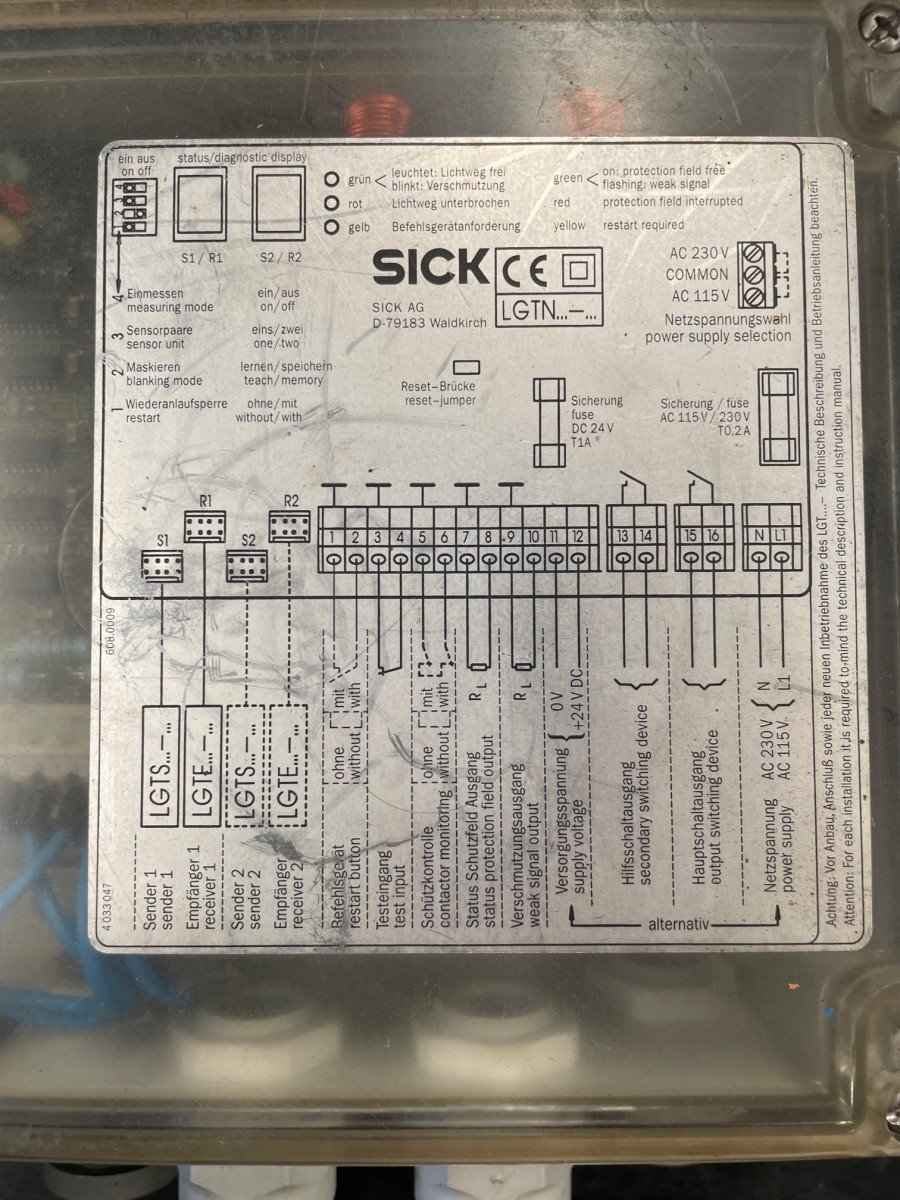 ein aus
on off
4
3
2
1
status/diagnostic display
S1 / R1
S2 / R2
grün
leuchtet: Lichtweg frei
blinkt: Verschmutzung
rot
Lichtweg unterbrochen
gelb
Befehlsgerätanforderung
green
on: protection field free
flashing: weak signal
red
protection field interrupted
yellow
restart required
SICK
CE
SICK AG
D-79183 Waldkirch
LGTN...–...
AC 230 V
COMMON
AC 115 V
Netzspannungswahl
power supply selection
4
Einmessen
measuring mode
ein/aus
on/off
3
Sensorpaare
sensor unit
eins/zwei
one/two
2
Maskieren
blanking mode
lernen/speichern
teach/memory
1
Wiederanlaufsperre
restart
ohne/mit
without/with
Reset-Brücke
reset-jumper
Sicherung
fuse
DC 24 V
T1A
Sicherung / fuse
AC 115 V / 230 V
T0,2 A
S1
R1
S2
R2
1 2 3 4 5 6 7 8 9 10 11 12
13 14
15 16
N L1
608.0009
4 033 047
LGTS...–...
LGTE...–...
LGTS...–...
LGTE...–...
Sender 1
sender 1
Empfänger 1
receiver 1
Sender 2
sender 2
Empfänger
receiver 2
ohne
without
mit
with
Befehlsgerät
restart button
Testeingang
test input
ohne
without
mit
with
Schützkontrolle
contactor monitoring
RL
Status Schutzfeld Ausgang
status protection field output
RL
Verschmutzungsausgang
weak signal output
0 V
+24 V DC
Versorgungsspannung
supply voltage
Hilfsschaltausgang
secondary switching device
Hauptschaltausgang
output switching device
N
L1
AC 230 V
AC 115 V
Netzspannung
power supply
alternativ
Achtung: Vor Anbau, Anschluß sowie jeder neuen Inbetriebnahme des LGT....– Technische Beschreibung und Betriebsanleitung beachten.
Attention: For each installation it is required to mind the technical description and instruction manual.